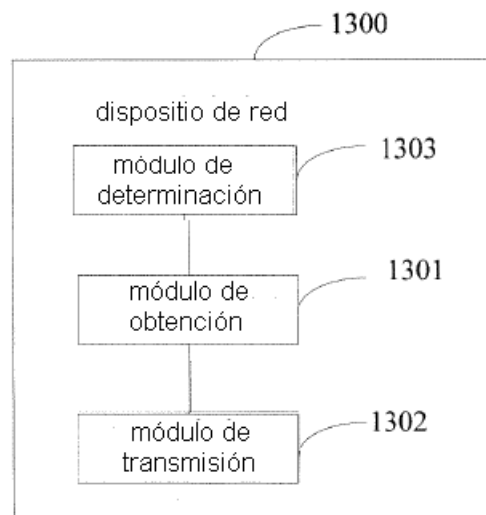 1300
dispositio de red
módulo de
determinación
1303
módulo de
obtención
1301
módulo de
transmisión
1302